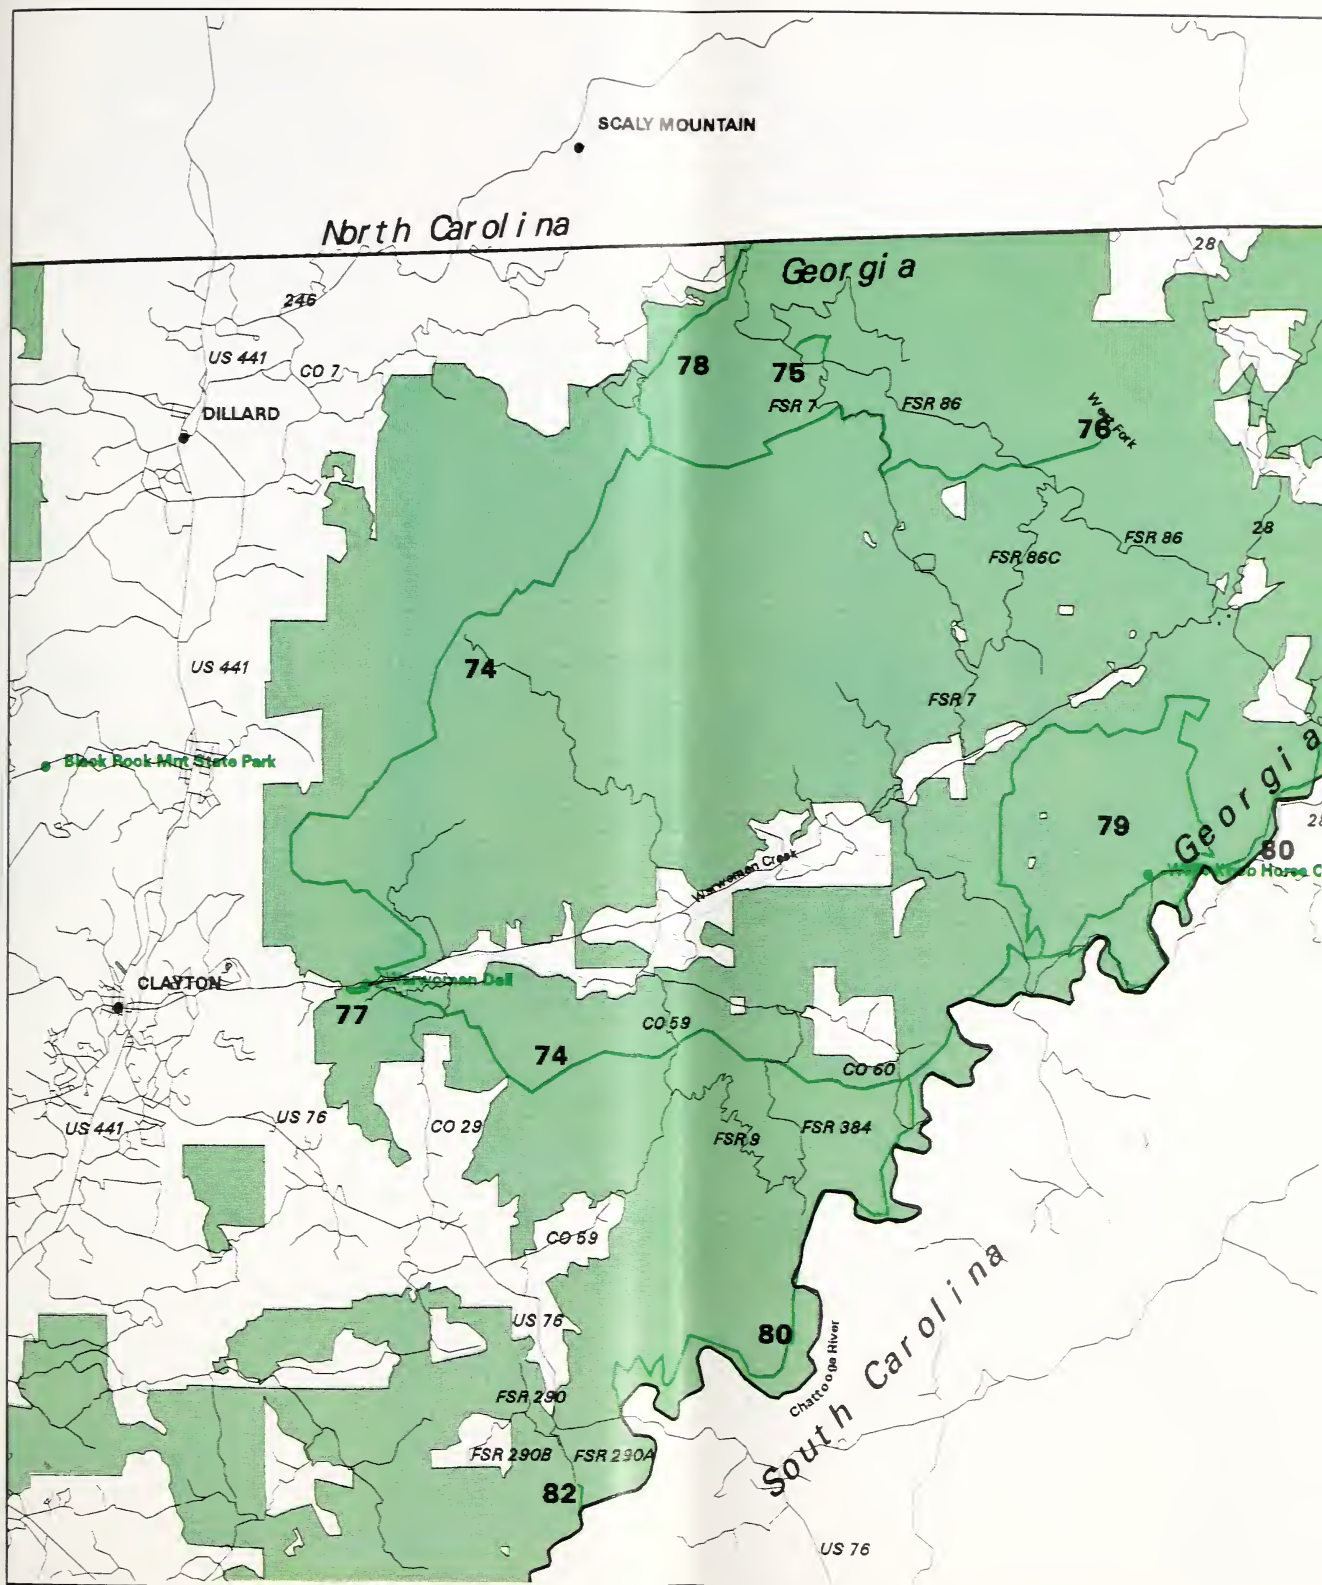 SCALY MOUNTAIN
North Carolina
28
Georgia
246
US 441
CO 7
78
75
DILLARD
FSR 7
FSR 86
West Fork
76
FSR 86C
FSR 86
28
74
US 441
FSR 7
Black Rock Mnt State Park
79
Georgia
28
80
Horse C
Warwoman Creek
CLAYTON
Warwoman Dell
77
CO 59
74
CO 60
US 76
US 441
CO 29
FSR 9
FSR 384
CO 59
US 76
80
Chattooga River
South Carolina
FSR 290
FSR 290B
FSR 290A
82
US 76